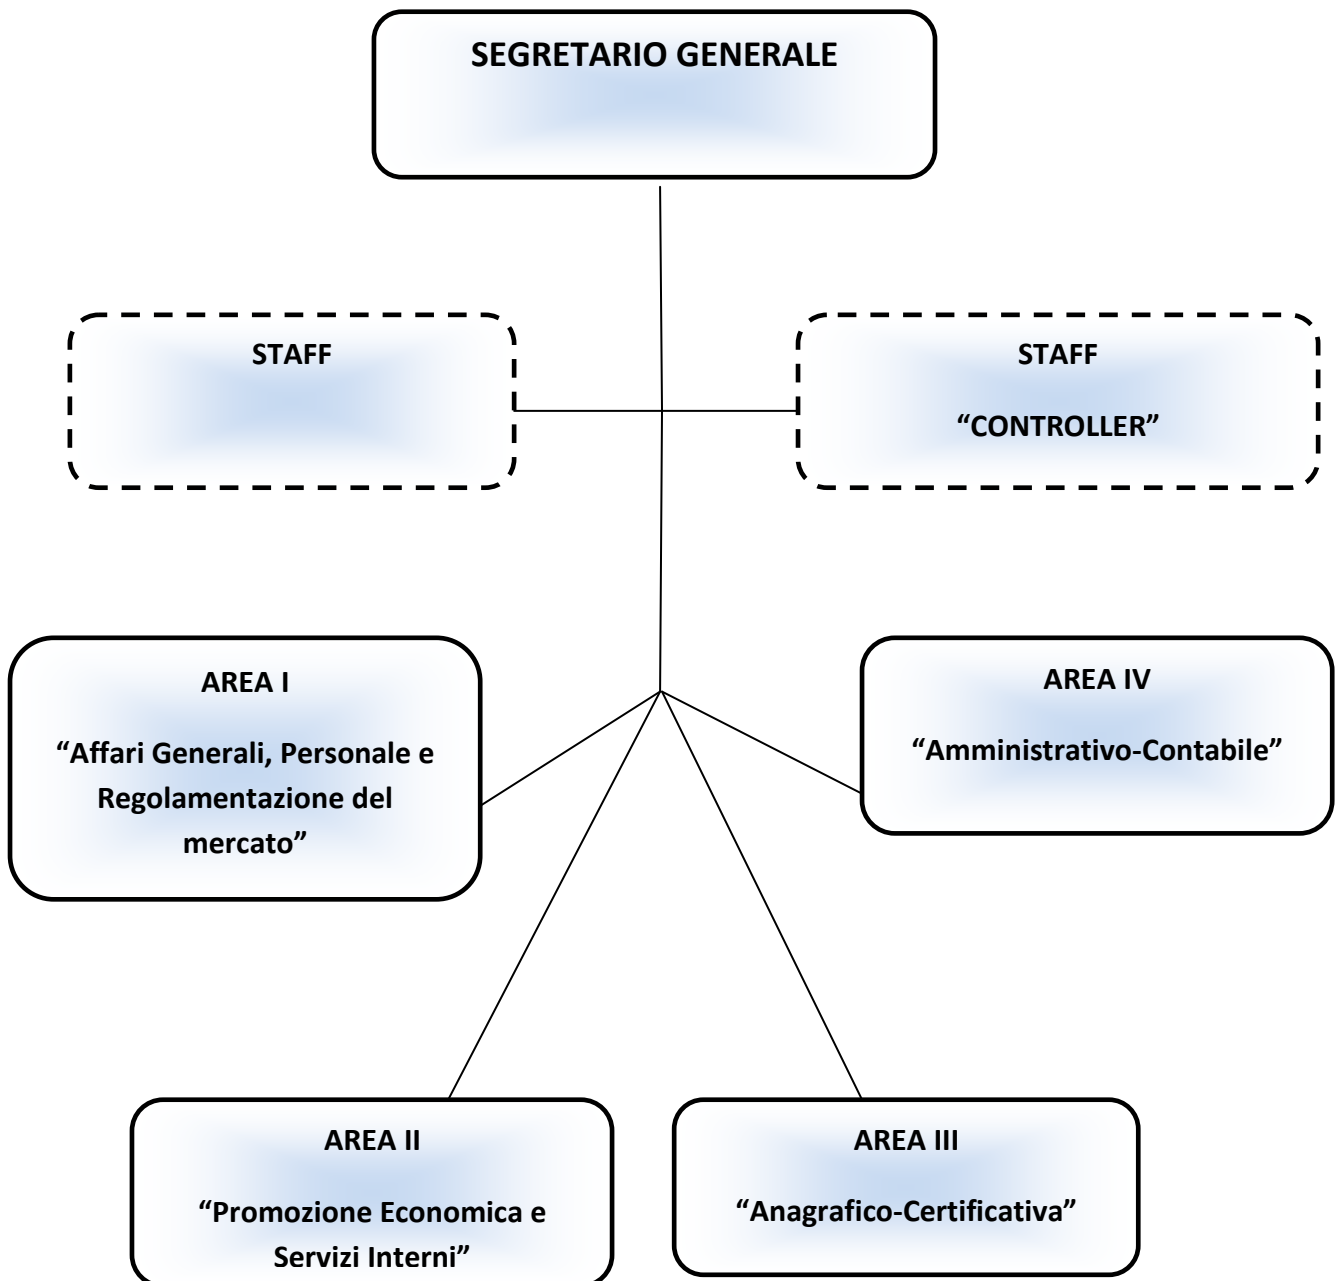 SEGRETARIO GENERALE
STAFF
STAFF
“CONTROLLER”
AREA I
“Affari Generali, Personale e
Regolamentazione del
mercato”
AREA IV
“Amministrativo-Contabile”
AREA II
“Promozione Economica e
Servizi Interni”
AREA III
“Anagrafico-Certificativa”